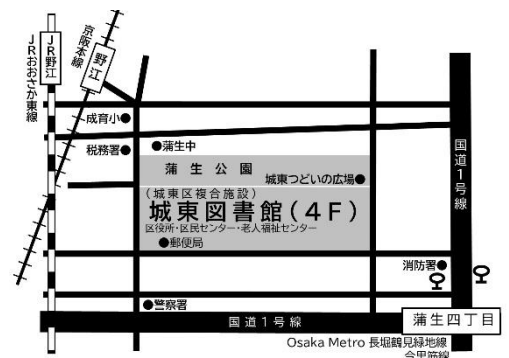 JR野江
JRおおさか東線
京阪本線
野江
成育小●
税務署●
●蒲生中
蒲生公園
城東つどいの広場●
(城東区複合施設)
城東図書館(4F)
区役所・区民センター・老人福祉センター
●郵便局
消防署●
●警察署
国道1号線
国道1号線
蒲生四丁目
Osaka Metro 長堀鶴見緑地線
今里筋線